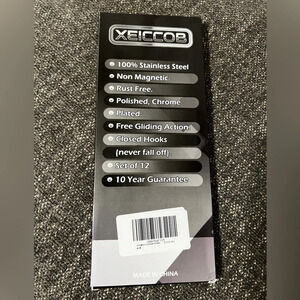 XEICCOB
100% Stainless Steel
Non Magnetic
Rust Free.
Polished, Chrome
Plated
Free Gliding Action
Closed Hooks
(never fall off)
Set of 12
10 Year Guarantee
MADE IN CHINA